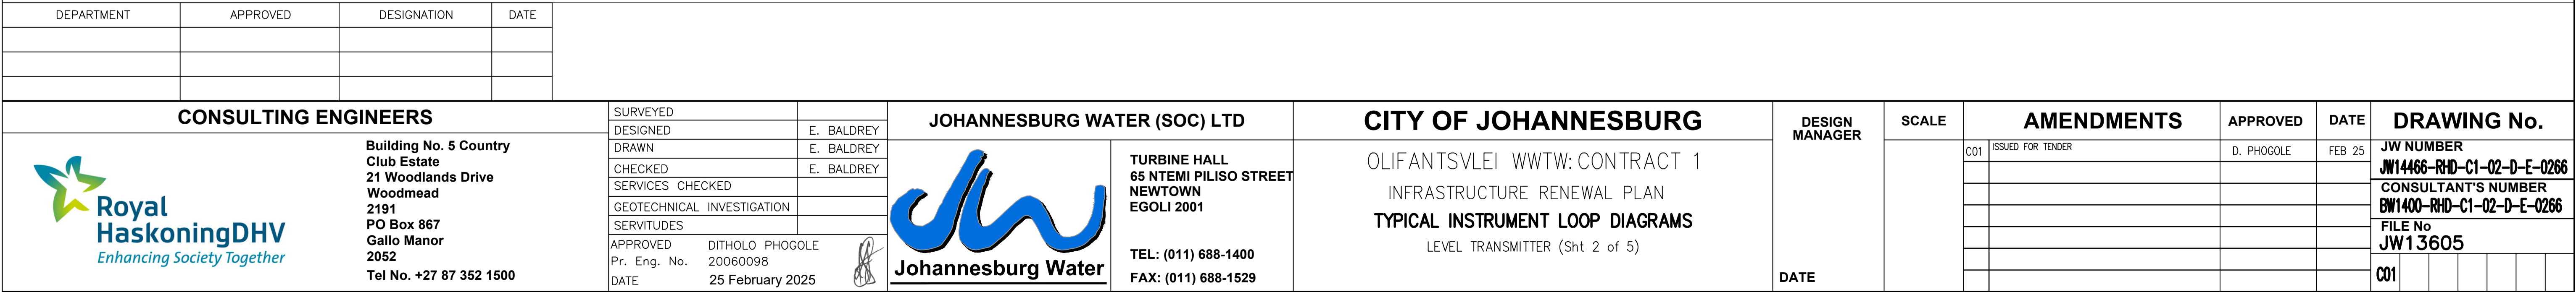 DEPARTMENT APPROVED DESIGNATION DATE
CONSULTING ENGINEERS
Royal
HaskoningDHV
Enhancing Society Together
Building No. 5 Country
Club Estate
21 Woodlands Drive
Woodmead
2191
PO Box 867
Gallo Manor
2052
Tel No. +27 87 352 1500
SURVEYED
DESIGNED E. BALDREY
DRAWN E. BALDREY
CHECKED E. BALDREY
SERVICES CHECKED
GEOTECHNICAL INVESTIGATION
SERVITUDES
APPROVED DITHOLO PHOGOLE
Pr. Eng. No. 20060098
DATE 25 February 2025
JOHANNESBURG WATER (SOC) LTD
Johannesburg Water
TURBINE HALL
65 NTEMI PILISO STREET
NEWTOWN
EGOLI 2001
TEL: (011) 688-1400
FAX: (011) 688-1529
CITY OF JOHANNESBURG
OLIFANTSVLEI WWTW: CONTRACT 1
INFRASTRUCTURE RENEWAL PLAN
TYPICAL INSTRUMENT LOOP DIAGRAMS
LEVEL TRANSMITTER (Sht 2 of 5)
DESIGN
MANAGER
DATE
SCALE
AMENDMENTS APPROVED DATE
C01 ISSUED FOR TENDER D. PHOGOLE FEB 25
DRAWING No.
JW NUMBER
JW14466-RHD-C1-02-D-E-0266
CONSULTANT'S NUMBER
BW1400-RHD-C1-02-D-E-0266
FILE No
JW13605
C01